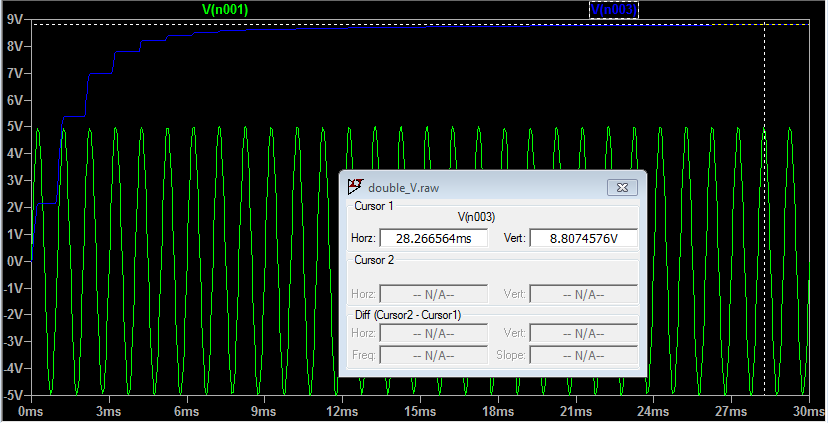 V(n001) V(n003)
9V
8V
7V
6V
5V
4V
3V
2V
1V
0V
-1V
-2V
-3V
-4V
-5V
0ms 3ms 6ms 9ms 12ms 15ms 18ms 21ms 24ms 27ms 30ms
double_V.raw
Cursor 1
V(n003)
Horz: 28.266564ms Vert: 8.8074576V
Cursor 2
Horz: -- N/A-- Vert: -- N/A--
Diff (Cursor2 - Cursor1)
Horz: -- N/A-- Vert: -- N/A--
Freq: -- N/A-- Slope: -- N/A--